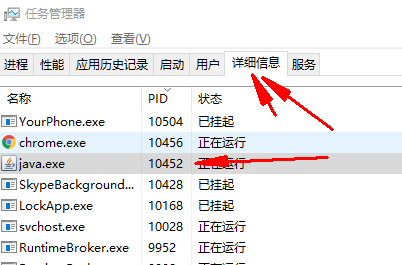 任务管理器
文件(F) 选项(O) 查看(V)
进程 性能 应用历史记录 启动 用户 详细信息 服务
名称 PID 状态
YourPhone.exe 10504 已挂起
chrome.exe 10456 正在运行
java.exe 10452 正在运行
SkypeBackground... 10428 已挂起
LockApp.exe 10168 已挂起
svchost.exe 10028 正在运行
RuntimeBroker.exe 9952 正在运行